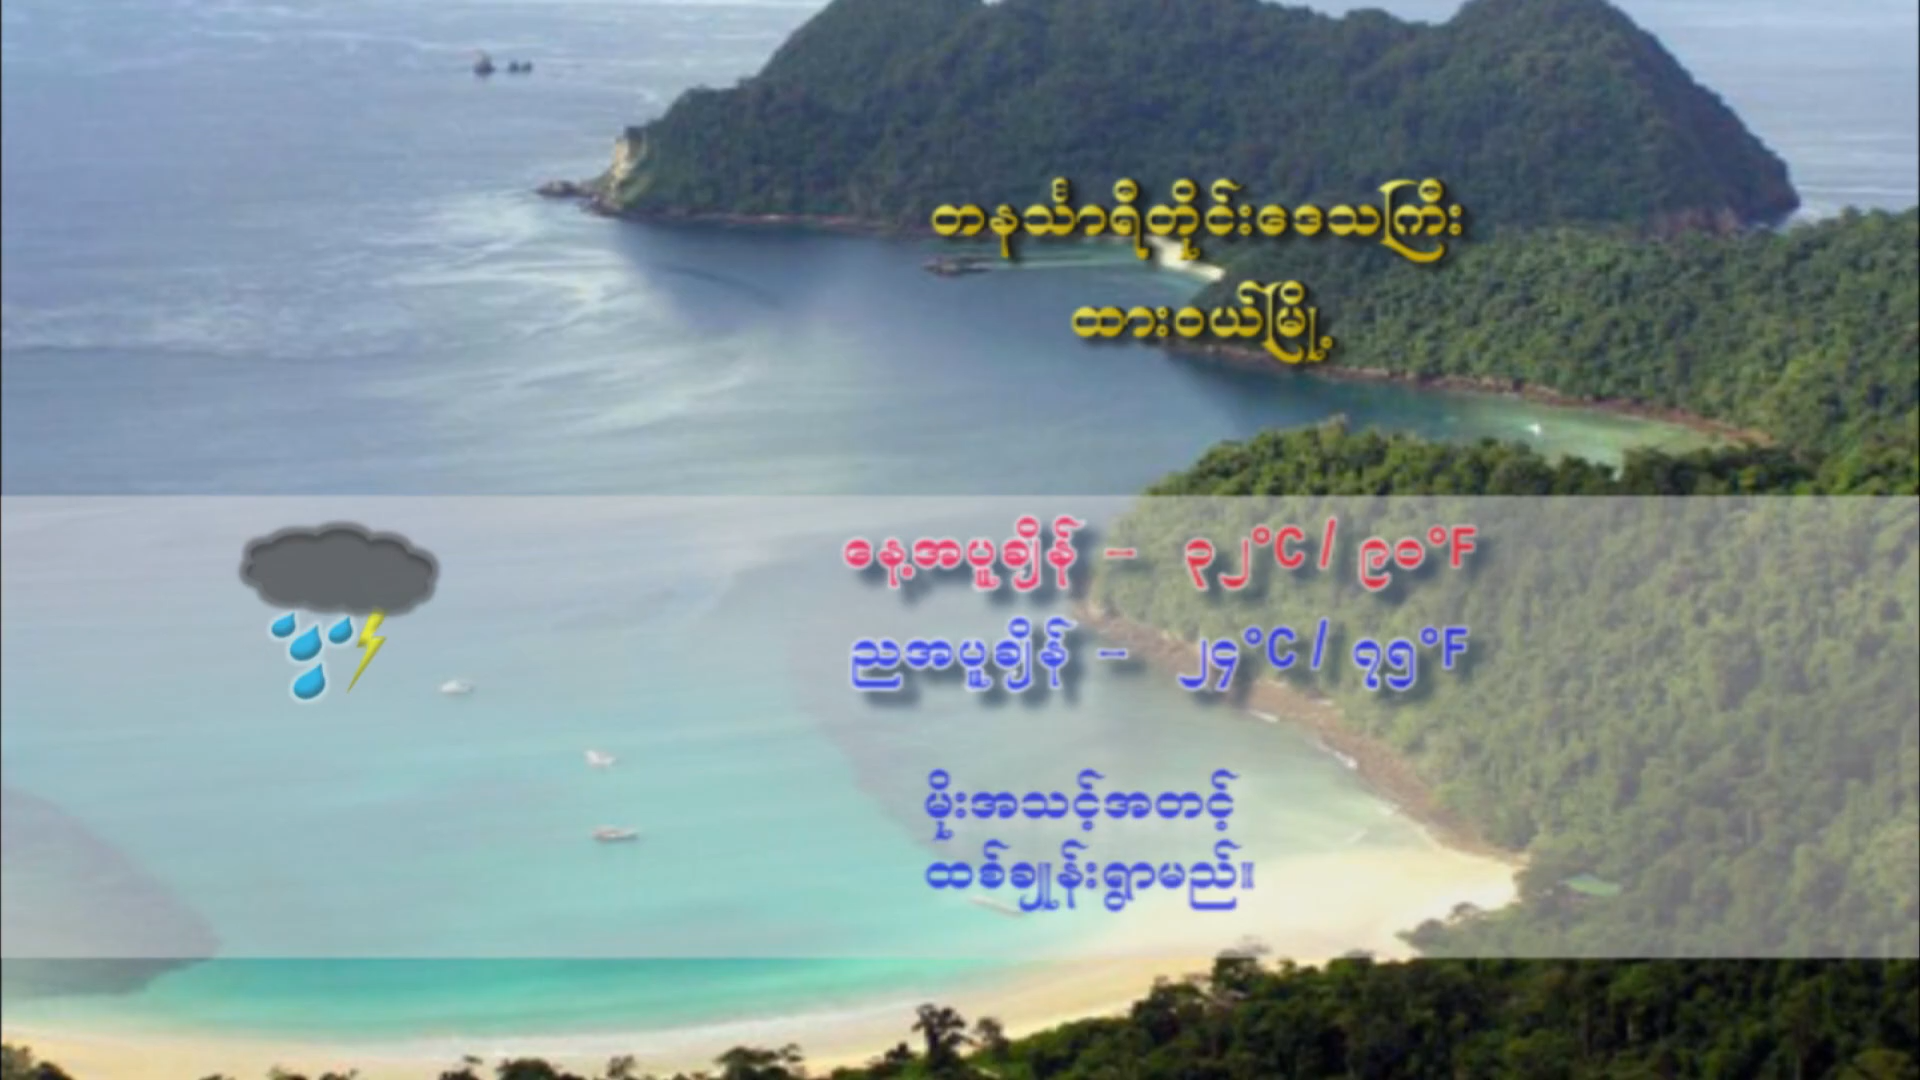 တနင်္သာရီတိုင်းဒေသကြီး
ထားဝယ်မြို့
နေ့အပူချိန် - ၃၂°C / ၉၀°F
ညအပူချိန် - ၂၄°C / ၇၅°F
မိုးအသင့်အတင့်
ထစ်ချုန်းရွာမည်။